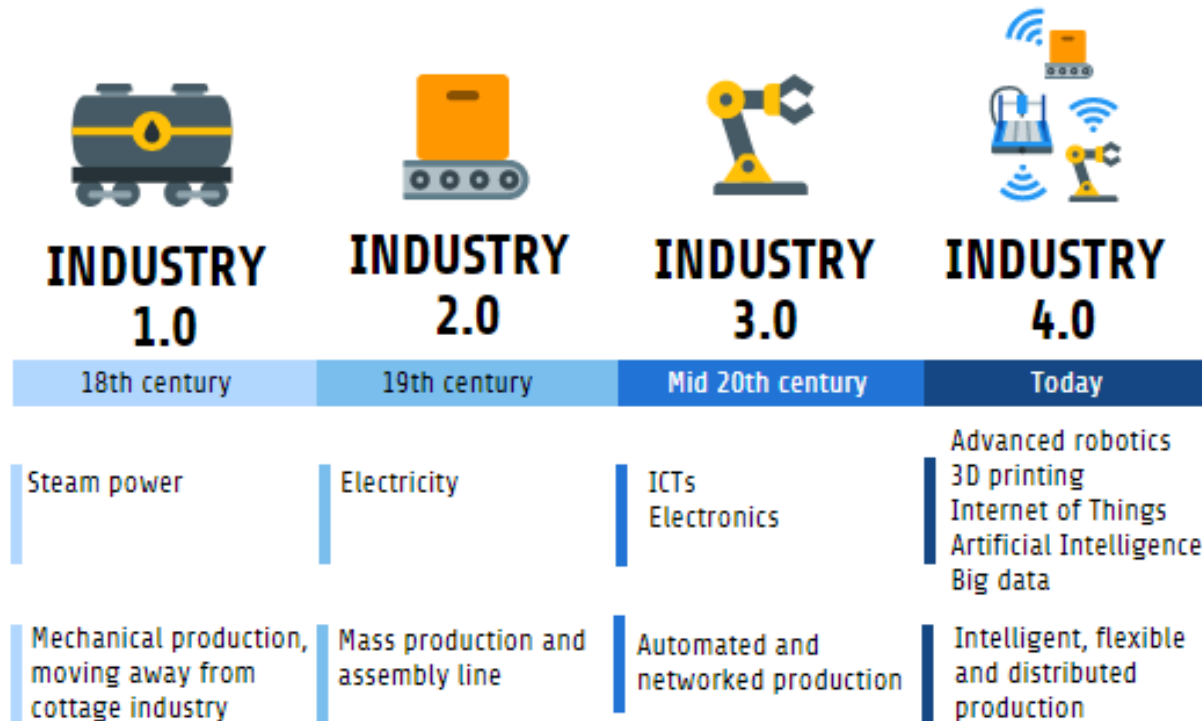 INDUSTRY
1.0
INDUSTRY
2.0
INDUSTRY
3.0
INDUSTRY
4.0
18th century
19th century
Mid 20th century
Today
Steam power
Electricity
ICTs
Electronics
Advanced robotics
3D printing
Internet of Things
Artificial Intelligence
Big data
Mechanical production,
moving away from
cottage industry
Mass production and
assembly line
Automated and
networked production
Intelligent, flexible
and distributed
production